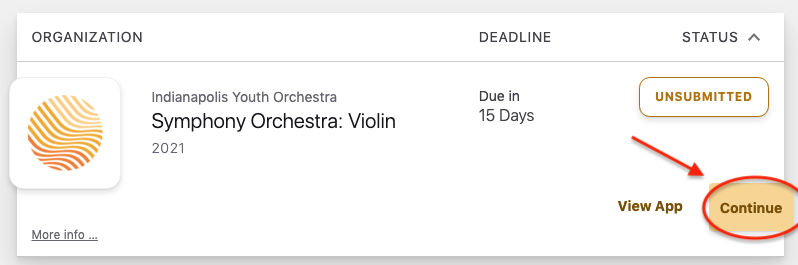 ORGANIZATION DEADLINE STATUS
Indianapolis Youth Orchestra Due in UNSUBMITTED
Symphony Orchestra: Violin 15 Days
2021
View App Continue
More info ...